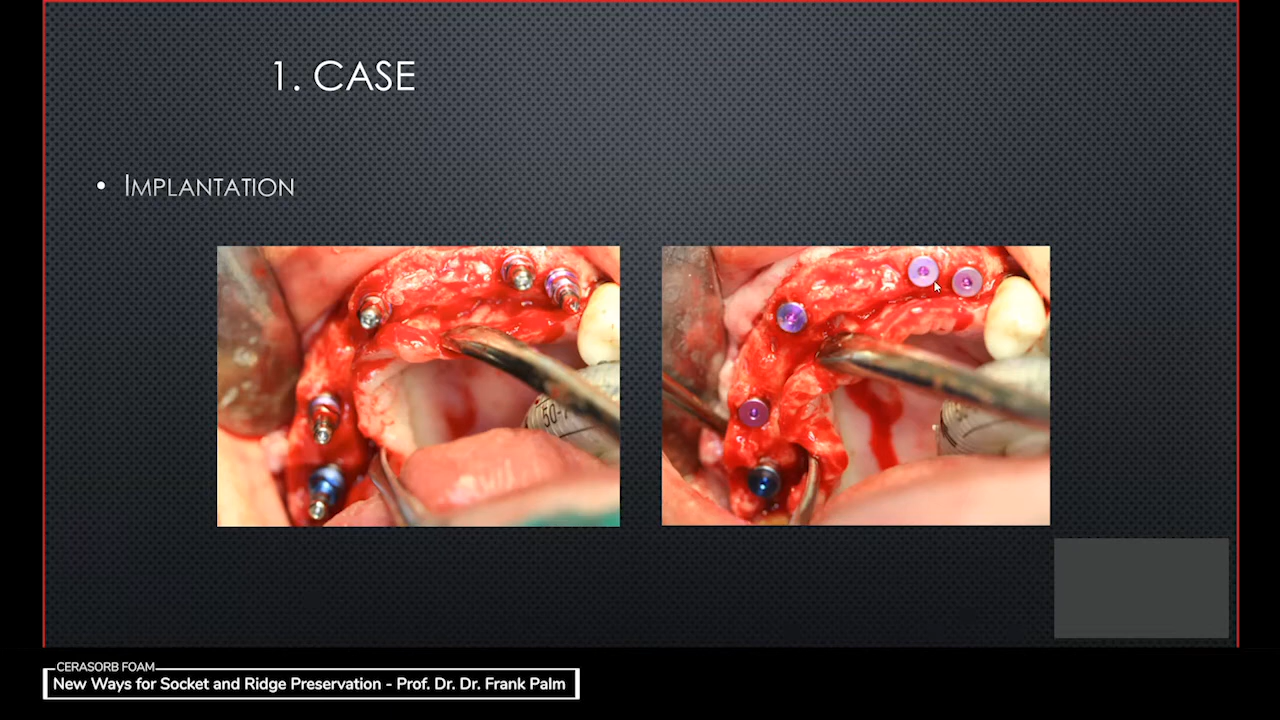 1. CASE
• IMPLANTATION
CERASORB FOAM
New Ways for Socket and Ridge Preservation - Prof. Dr. Dr. Frank Palm